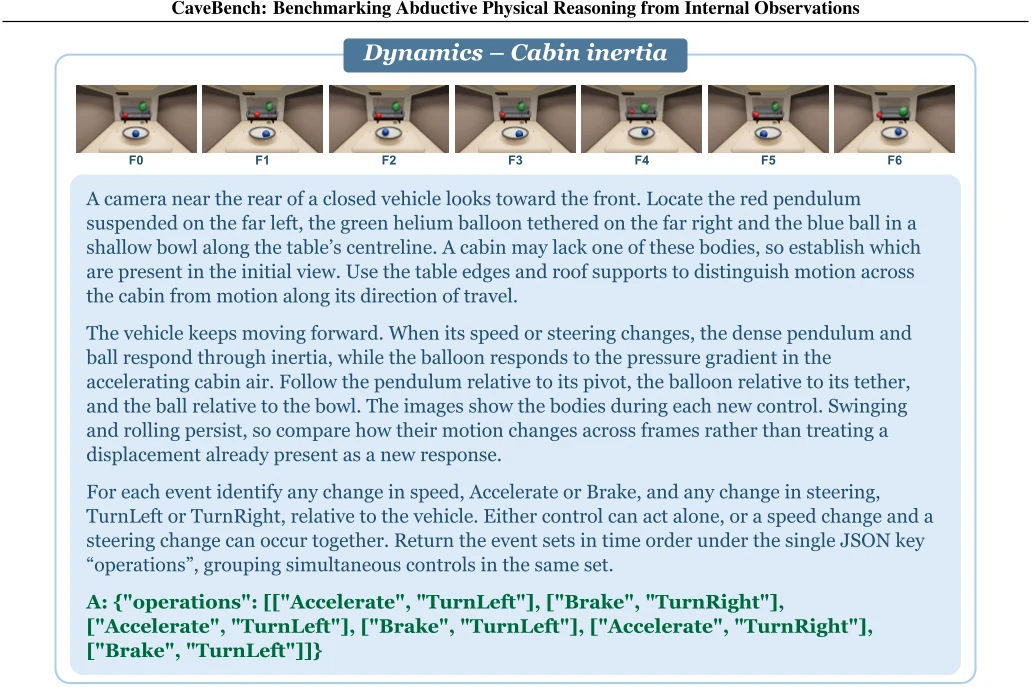 CaveBench: Benchmarking Abductive Physical Reasoning from Internal Observations
Dynamics – Cabin inertia
F0 F1 F2 F3 F4 F5 F6
A camera near the rear of a closed vehicle looks toward the front. Locate the red pendulum
suspended on the far left, the green helium balloon tethered on the far right and the blue ball in a
shallow bowl along the table’s centreline. A cabin may lack one of these bodies, so establish which
are present in the initial view. Use the table edges and roof supports to distinguish motion across
the cabin from motion along its direction of travel.
The vehicle keeps moving forward. When its speed or steering changes, the dense pendulum and
ball respond through inertia, while the balloon responds to the pressure gradient in the
accelerating cabin air. Follow the pendulum relative to its pivot, the balloon relative to its tether,
and the ball relative to the bowl. The images show the bodies during each new control. Swinging
and rolling persist, so compare how their motion changes across frames rather than treating a
displacement already present as a new response.
For each event identify any change in speed, Accelerate or Brake, and any change in steering,
TurnLeft or TurnRight, relative to the vehicle. Either control can act alone, or a speed change and a
steering change can occur together. Return the event sets in time order under the single JSON key
“operations”, grouping simultaneous controls in the same set.
A: {"operations": [["Accelerate", "TurnLeft"], ["Brake", "TurnRight"],
["Accelerate", "TurnLeft"], ["Brake", "TurnLeft"], ["Accelerate", "TurnRight"],
["Brake", "TurnLeft"]]}